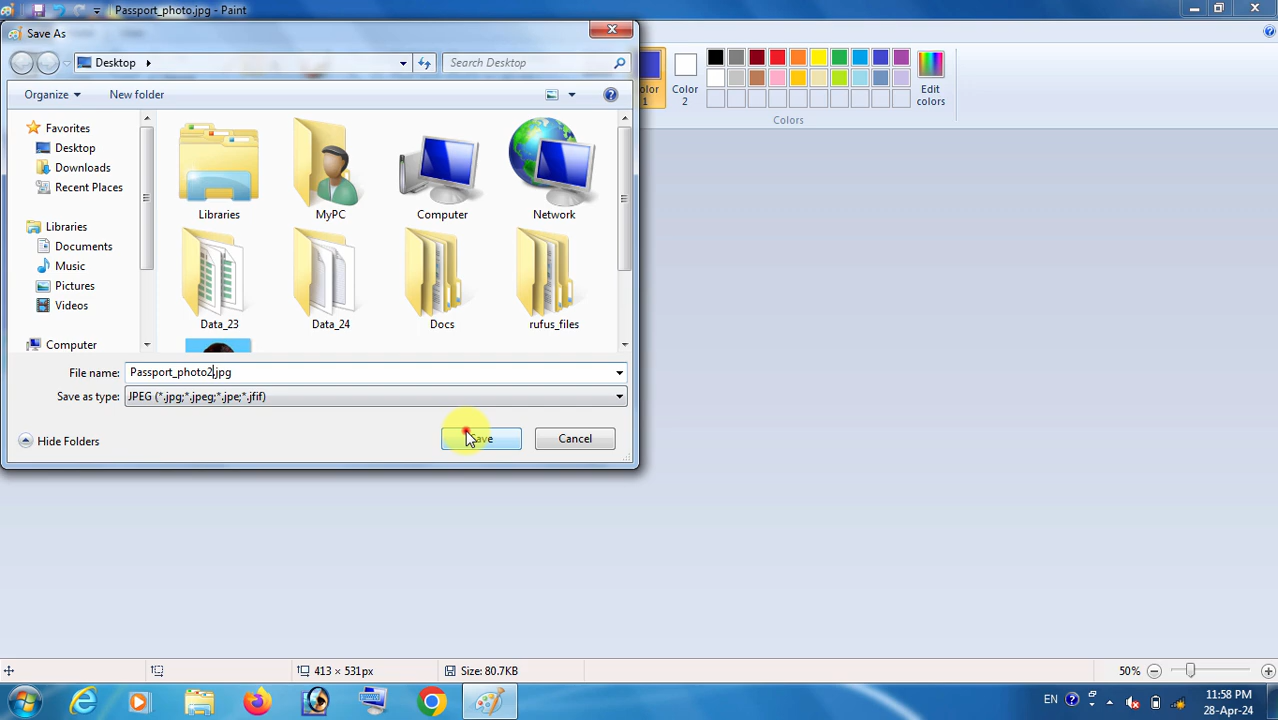 Passport_photo.jpg - Paint
Save As
Desktop
Search Desktop
Organize
New folder
Favorites
Desktop
Downloads
Recent Places
Libraries
Documents
Music
Pictures
Videos
Computer
Libraries
MyPC
Computer
Network
Data_23
Data_24
Docs
rufus_files
File name:
Passport_photo2.jpg
Save as type:
JPEG (*.jpg;*.jpeg;*.jpe;*.jfif)
Hide Folders
Save
Cancel
Color
2
Edit
colors
1
Colors
413 × 531px
Size: 80.7KB
50%
EN
11:58 PM
28-Apr-24